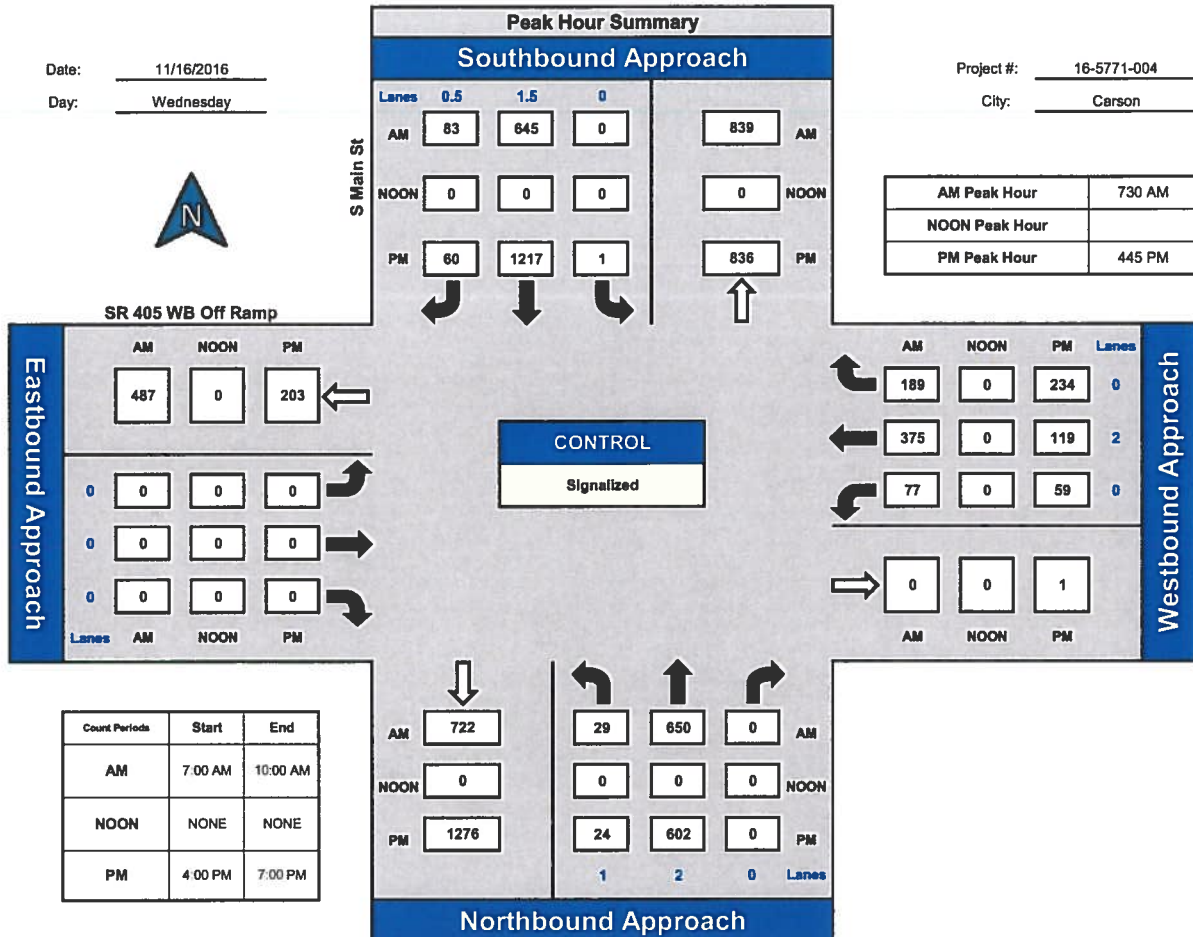 Peak Hour Summary
Southbound Approach
Date: 11/16/2016
Day: Wednesday
Project #: 16-5771-004
City: Carson
N
S Main St
Lanes 0.5 1.5 0
AM 83 645 0 839 AM
NOON 0 0 0 0 NOON
PM 60 1217 1 836 PM
AM Peak Hour 730 AM
NOON Peak Hour
PM Peak Hour 445 PM
SR 405 WB Off Ramp
Eastbound Approach
AM NOON PM
487 0 203
0 0 0 0
0 0 0 0
0 0 0 0
Lanes AM NOON PM
CONTROL
Signalized
AM NOON PM Lanes
189 0 234 0
375 0 119 2
77 0 59 0
0 0 1
AM NOON PM
Westbound Approach
Count Periods Start End
AM 7:00 AM 10:00 AM
NOON NONE NONE
PM 4:00 PM 7:00 PM
AM 722 29 650 0 AM
NOON 0 0 0 0 NOON
PM 1276 24 602 0 PM
1 2 0 Lanes
Northbound Approach